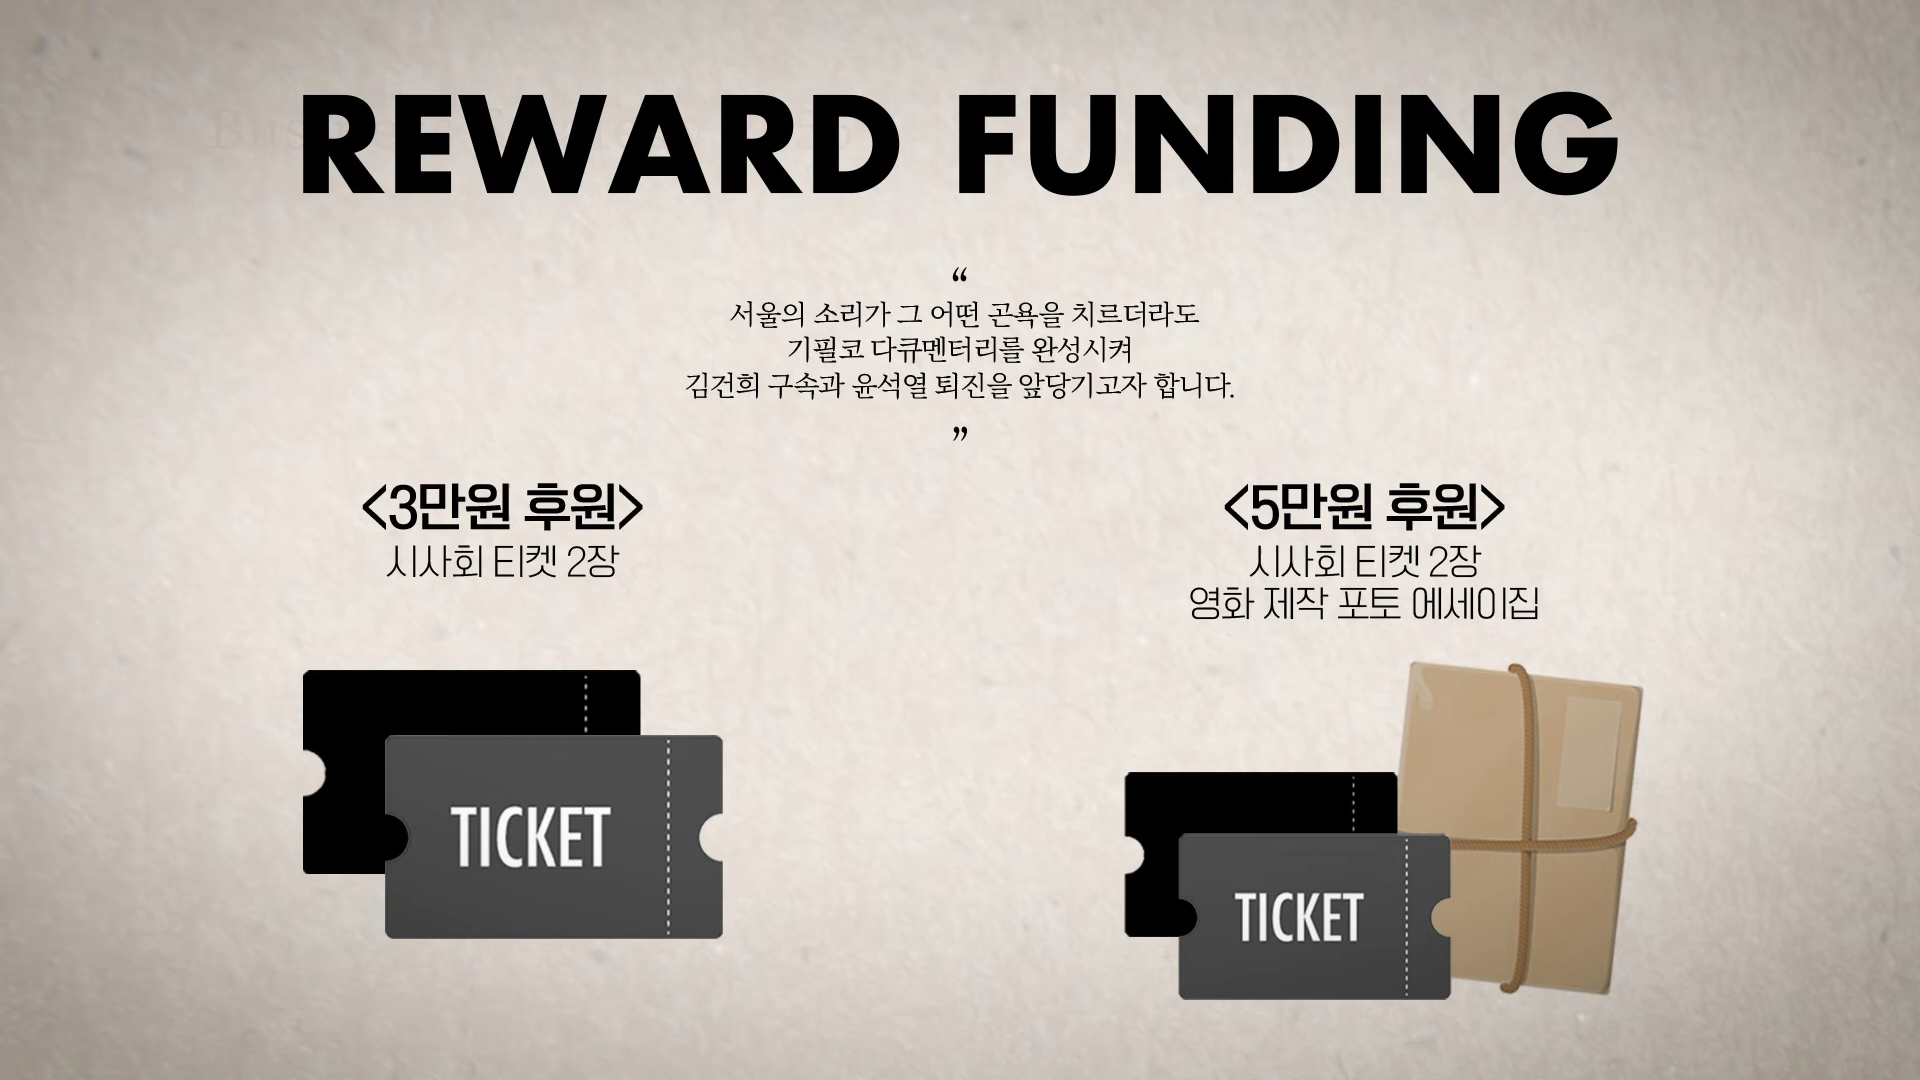 REWARD FUNDING
“
서울의 소리가 그 어떤 곤욕을 치르더라도
기필코 다큐멘터리를 완성시켜
김건희 구속과 윤석열 퇴진을 앞당기고자 합니다.
”
<3만원 후원>
시사회 티켓 2장
<5만원 후원>
시사회 티켓 2장
영화 제작 포토 에세이집
TICKET
TICKET